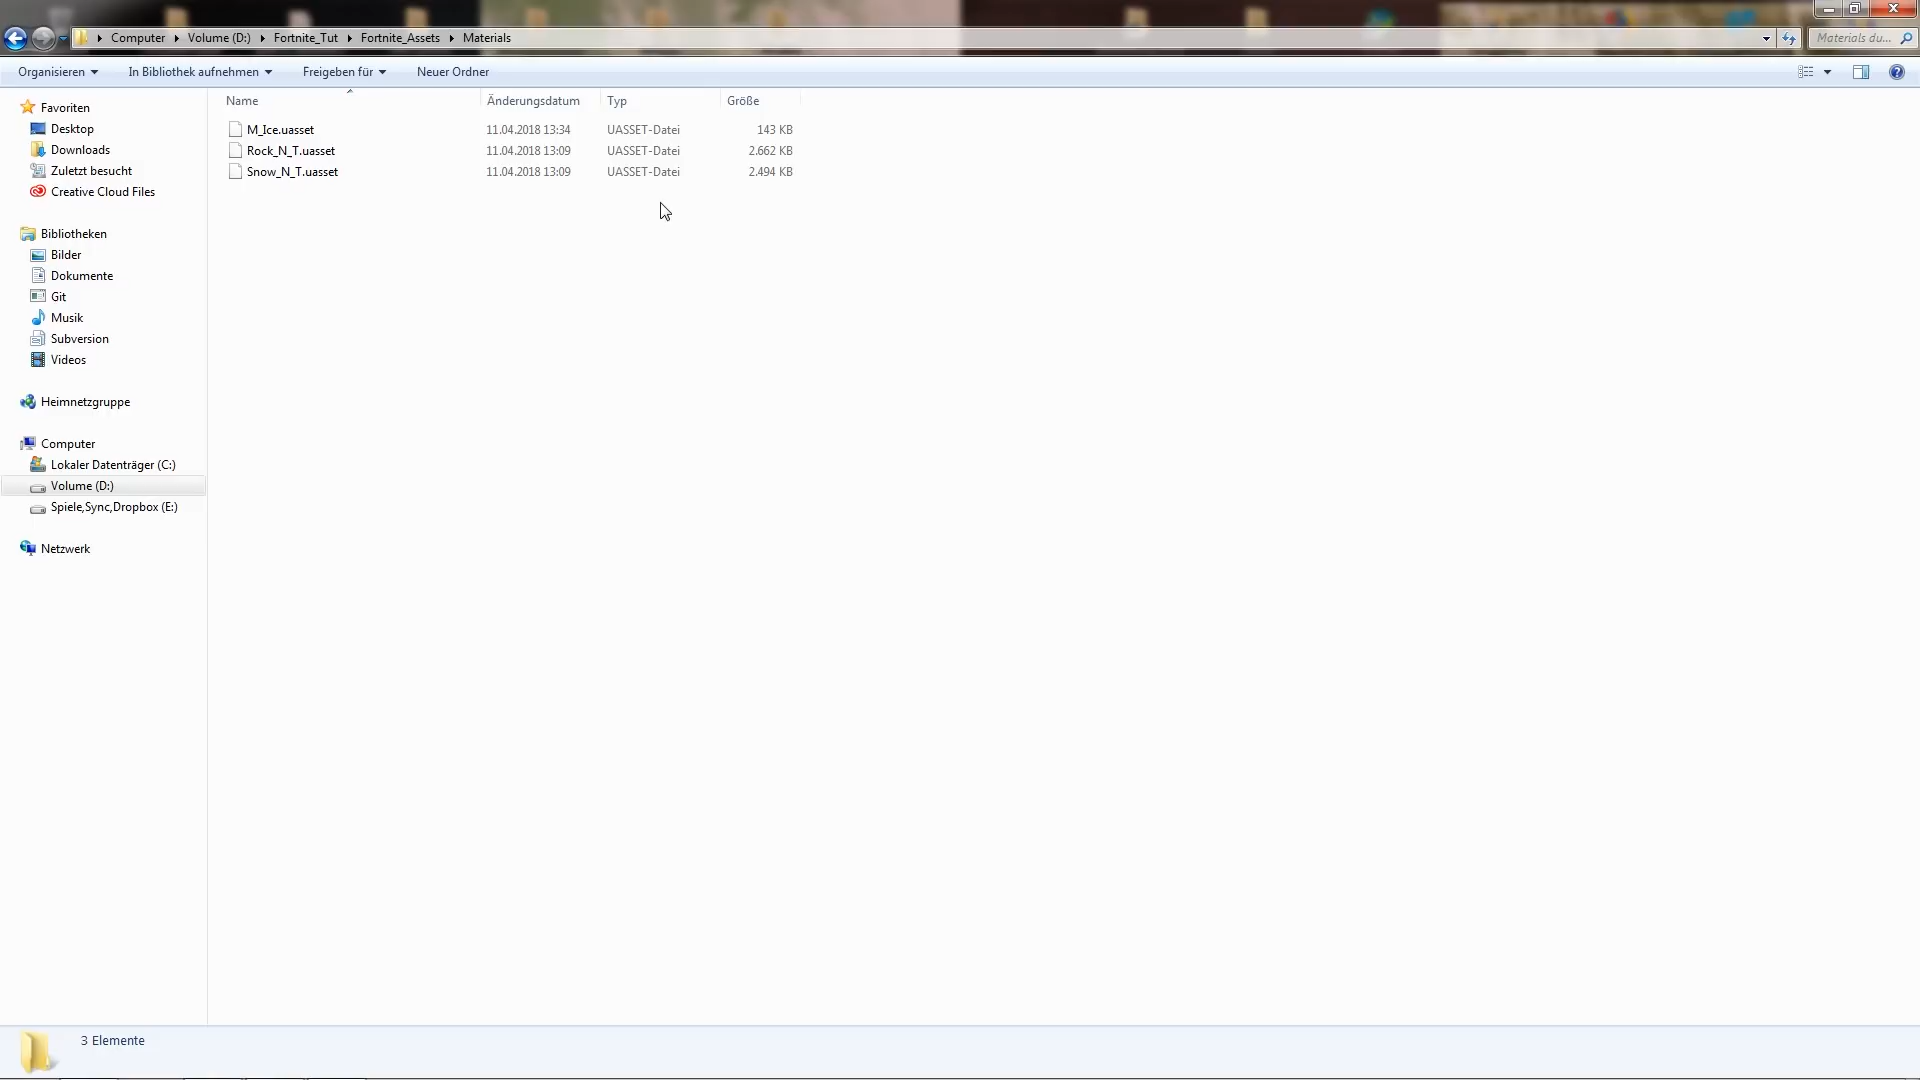 Computer Volume (D:) Fortnite_Tut Fortnite_Assets Materials
Materials du...
Organisieren In Bibliothek aufnehmen Freigeben für Neuer Ordner
Name Änderungsdatum Typ Größe
M_Ice.uasset 11.04.2018 13:34 UASSET-Datei 143 KB
Rock_N_T.uasset 11.04.2018 13:09 UASSET-Datei 2.662 KB
Snow_N_T.uasset 11.04.2018 13:09 UASSET-Datei 2.494 KB
Favoriten
Desktop
Downloads
Zuletzt besucht
Creative Cloud Files
Bibliotheken
Bilder
Dokumente
Git
Musik
Subversion
Videos
Heimnetzgruppe
Computer
Lokaler Datenträger (C:)
Volume (D:)
Spiele,Sync,Dropbox (E:)
Netzwerk
3 Elemente